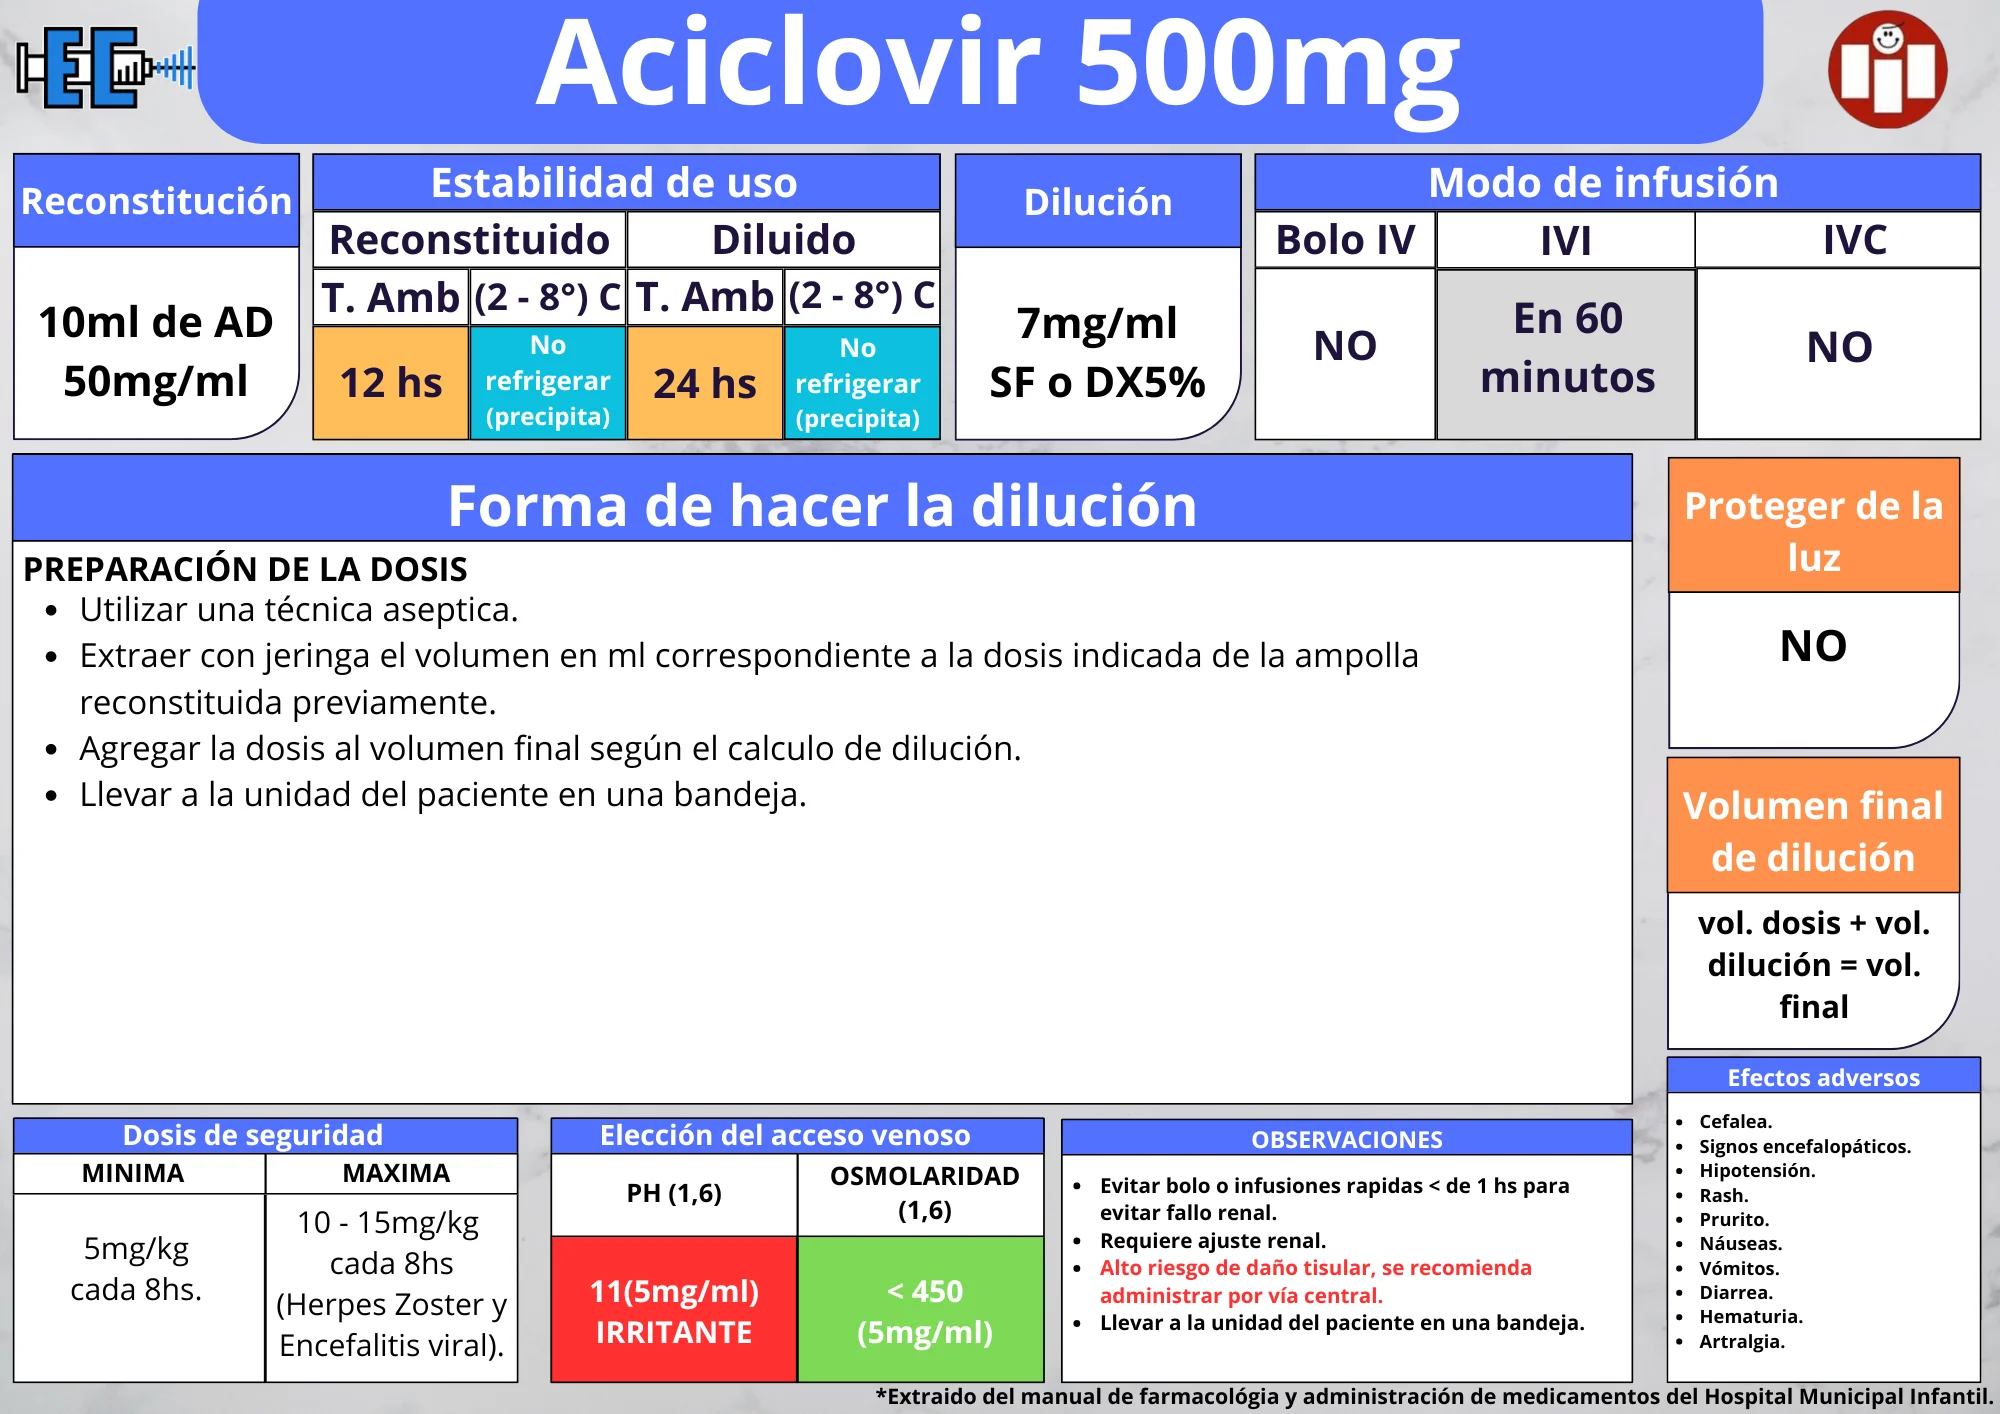 EC
Aciclovir 500mg
Reconstitución
10ml de AD
50mg/ml
Estabilidad de uso
Reconstituido
Diluido
T. Amb
(2 - 8°) C
T. Amb
(2 - 8°) C
12 hs
No
refrigerar
(precipita)
24 hs
No
refrigerar
(precipita)
Dilución
7mg/ml
SF o DX5%
Modo de infusión
Bolo IV
IVI
IVC
NO
En 60
minutos
NO
Forma de hacer la dilución
PREPARACIÓN DE LA DOSIS
• Utilizar una técnica aseptica.
• Extraer con jeringa el volumen en ml correspondiente a la dosis indicada de la ampolla
reconstituida previamente.
• Agregar la dosis al volumen final según el calculo de dilución.
• Llevar a la unidad del paciente en una bandeja.
Proteger de la
luz
NO
Volumen final
de dilución
vol. dosis + vol.
dilución = vol.
final
Dosis de seguridad
MINIMA
MAXIMA
5mg/kg
cada 8hs.
10 - 15mg/kg
cada 8hs
(Herpes Zoster y
Encefalitis viral).
Elección del acceso venoso
PH (1,6)
OSMOLARIDAD
(1,6)
11(5mg/ml)
IRRITANTE
< 450
(5mg/ml)
OBSERVACIONES
• Evitar bolo o infusiones rapidas < de 1 hs para
evitar fallo renal.
• Requiere ajuste renal.
• Alto riesgo de daño tisular, se recomienda
administrar por vía central.
• Llevar a la unidad del paciente en una bandeja.
Efectos adversos
• Cefalea.
• Signos encefalopáticos.
• Hipotensión.
• Rash.
• Prurito.
• Náuseas.
• Vómitos.
• Diarrea.
• Hematuria.
• Artralgia.
*Extraido del manual de farmacológia y administración de medicamentos del Hospital Municipal Infantil.